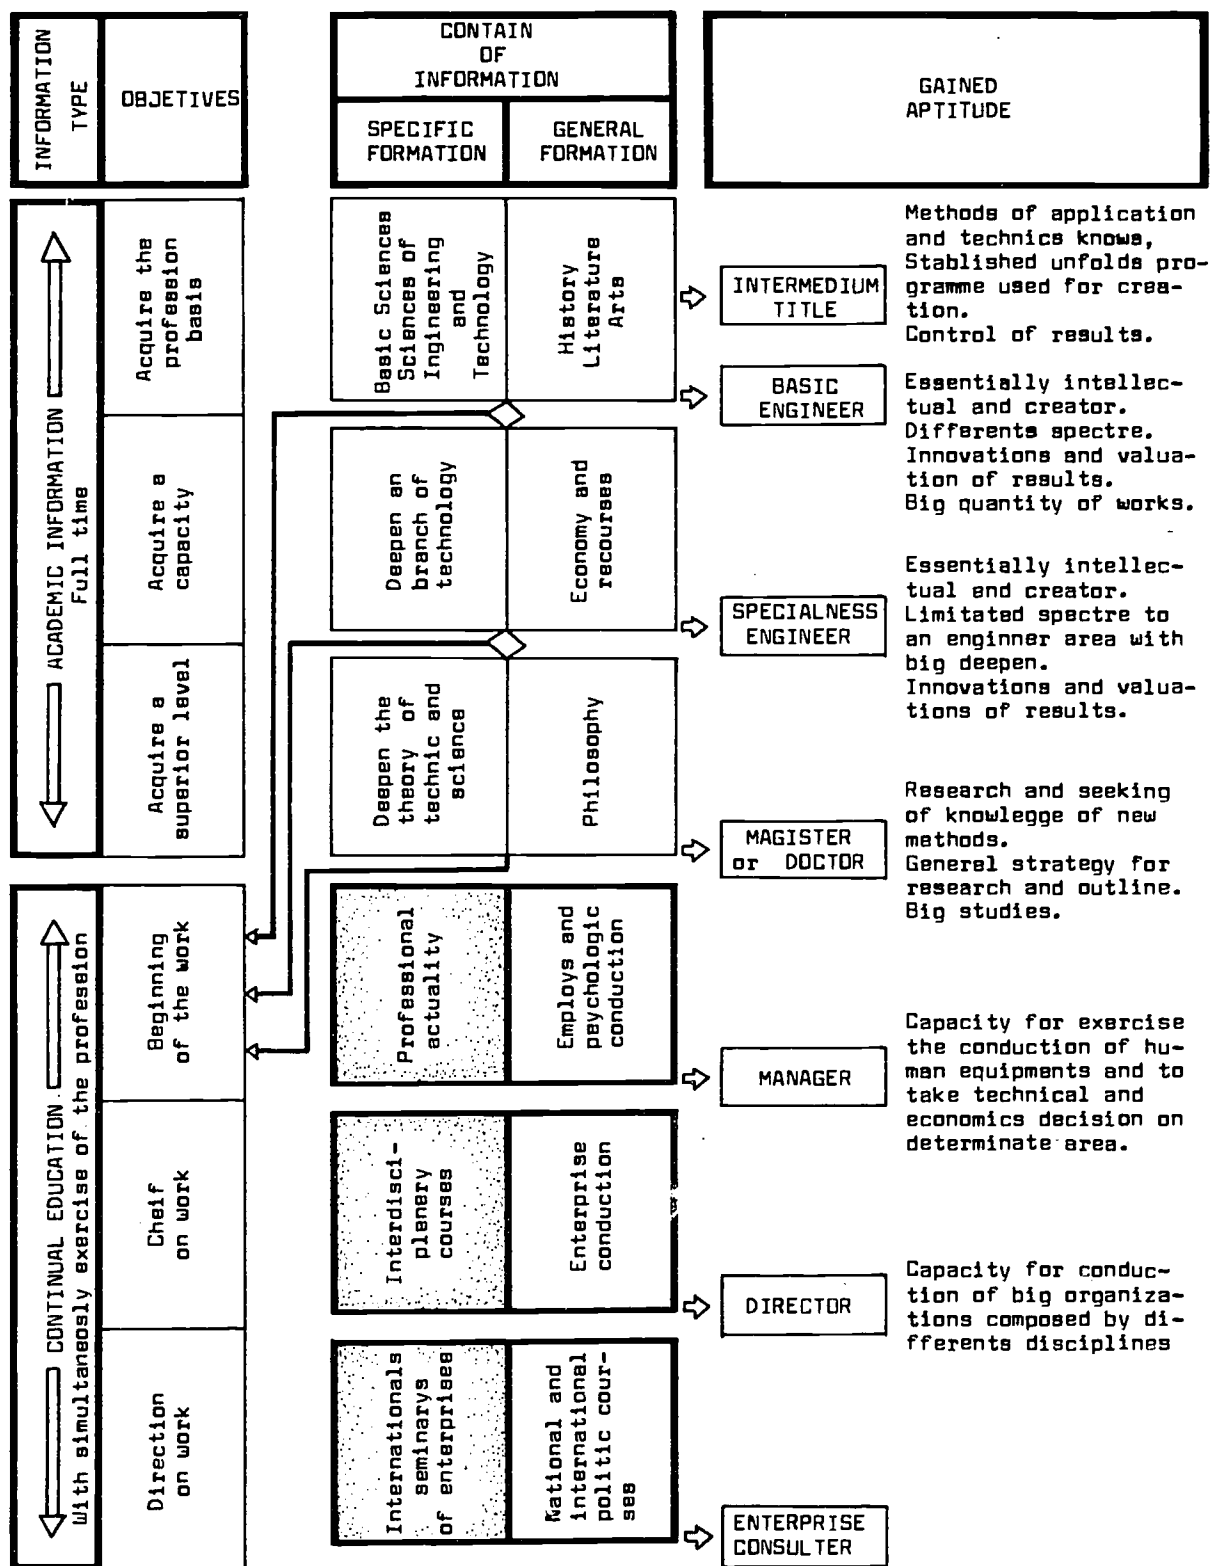 INFORMATION
TYPE
OBJETIVES
CONTAIN
OF
INFORMATION
SPECIFIC
FORMATION
GENERAL
FORMATION
GAINED
APTITUDE
ACADEMIC INFORMATION
Full time
Acquire the
profession
basis
Basic Sciences
Sciences of
Ingineering
and
Technology
History
Literature
Arts
INTERMEDIUM
TITLE
Methods of application
and technics knows,
Stablished unfolds pro-
gramme used for crea-
tion.
Control of results.
BASIC
ENGINEER
Essentially intellec-
tual and creator.
Differents spectre.
Innovations and valua-
tion of results.
Big quantity of works.
Acquire a
capacity
Deepen an
branch of
technology
Economy and
recourses
SPECIALNESS
ENGINEER
Essentially intellec-
tual and creator.
Limitated spectre to
an enginner area with
big deepen.
Innovations and valua-
tions of results.
Acquire a
superior level
Deepen the
theory of
technic and
science
Philosophy
MAGISTER
or DOCTOR
Research and seeking
of knowlegge of new
methods.
General strategy for
research and outline.
Big studies.
CONTINUAL EDUCATION.
With simultaneosly exercise of the profession
Beginning
of the work
Professional
actuality
Employs and
psychologic
conduction
MANAGER
Capacity for exercise
the conduction of hu-
man equipments and to
take technical and
economics decision on
determinate area.
Cheif
on work
Interdisci-
plenery
courses
Enterprise
conduction
DIRECTOR
Capacity for conduc-
tion of big organiza-
tions composed by di-
fferents disciplines
Direction
on work
Internationals
seminarys
of enterprises
National and
international
politic cour-
ses
ENTERPRISE
CONSULTER